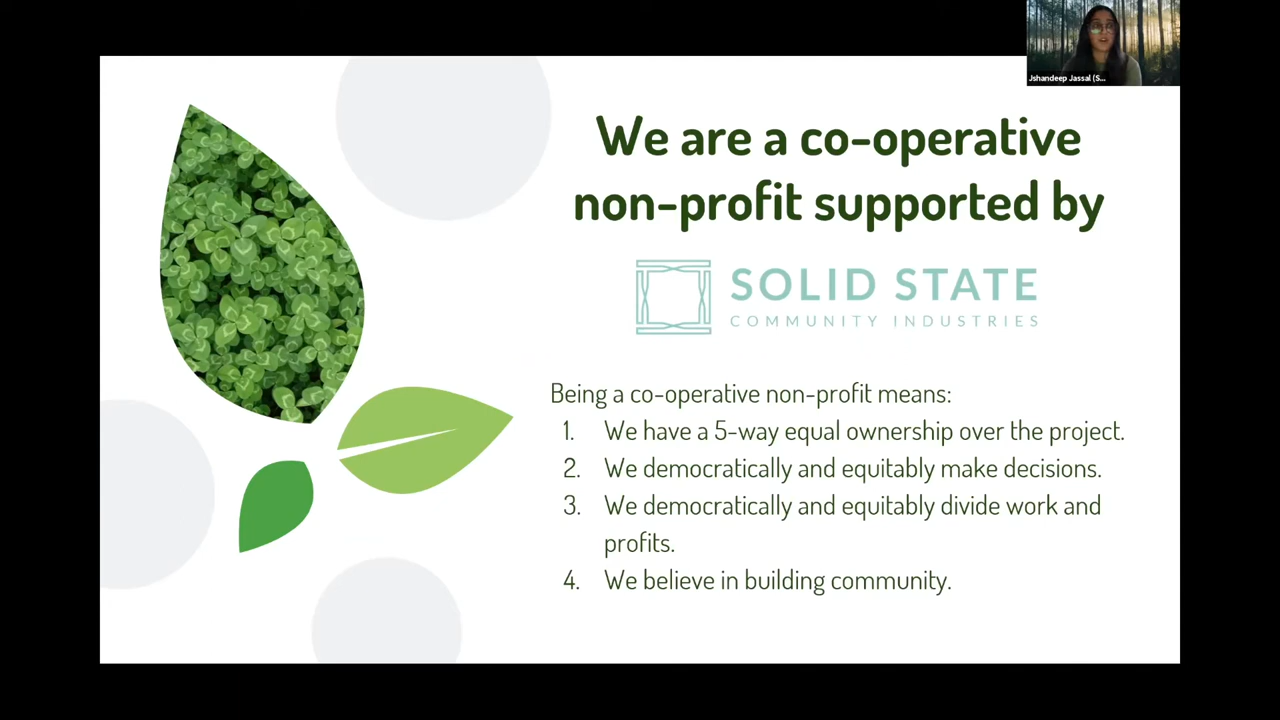 Jshandeep Jassal (S...
We are a co-operative
non-profit supported by
SOLID STATE
COMMUNITY INDUSTRIES
Being a co-operative non-profit means:
1. We have a 5-way equal ownership over the project.
2. We democratically and equitably make decisions.
3. We democratically and equitably divide work and
profits.
4. We believe in building community.